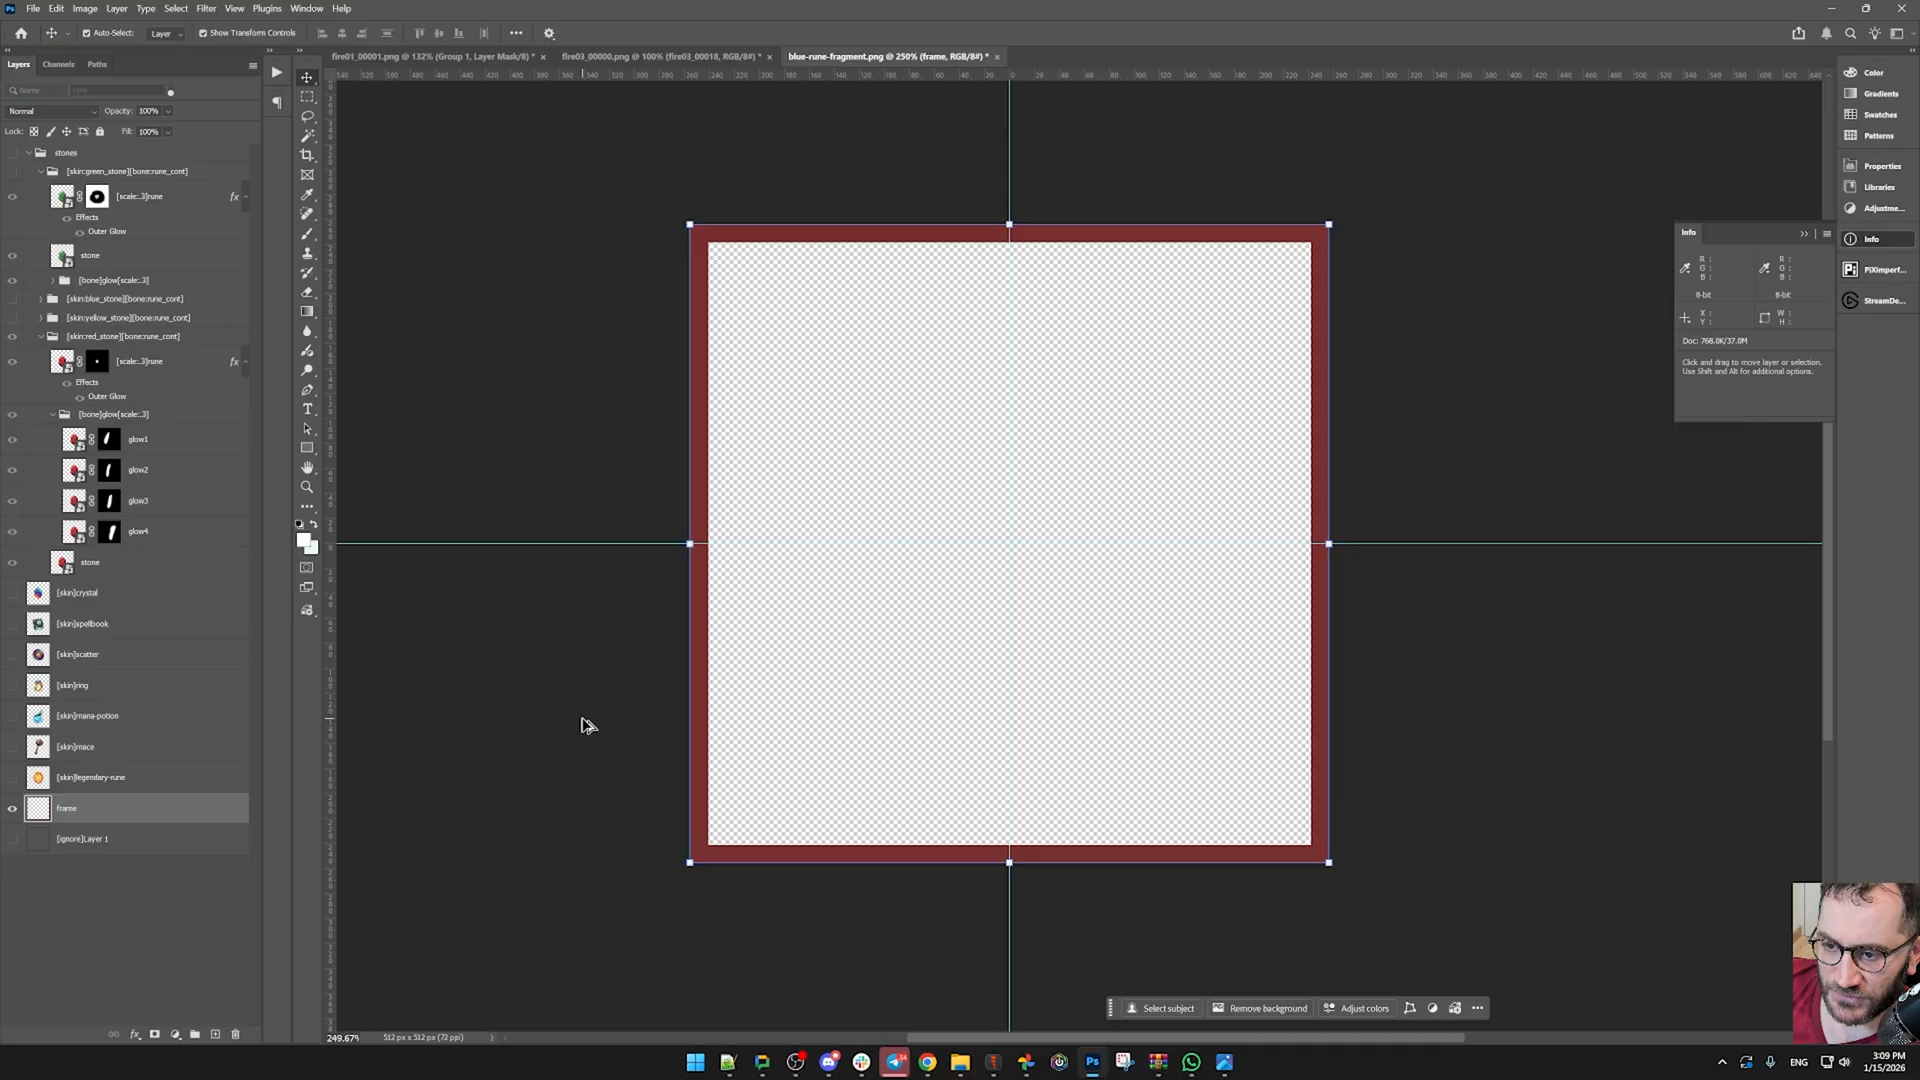 File Edit Image Layer Type Select Filter View Plugins Window Help
Auto-Select: Layer Show Transform Controls
Layers Channels Paths
fire01_00001.png @ 132% (Group 1, Layer Mask/8) * fire03_00000.png @ 100% (fire03_00018, RGB/8#) * blue-rune-fragment.png @ 250% (frame, RGB/8#) *
Name rune
Normal Opacity: 100%
Lock: Fill: 100%
stones
[skin:green_stone][bone:rune_cont]
[scale:.3]rune fx
Effects
Outer Glow
stone
[bone]glow[scale:.3]
[skin:blue_stone][bone:rune_cont]
[skin:yellow_stone][bone:rune_cont]
[skin:red_stone][bone:rune_cont]
[scale:.3]rune fx
Effects
Outer Glow
[bone]glow[scale:.3]
glow1
glow2
glow3
glow4
stone
[skin]crystal
[skin]spellbook
[skin]scatter
[skin]ring
[skin]mana-potion
[skin]mace
[skin]legendary-rune
frame
[ignore]Layer 1
Color
Gradients
Swatches
Patterns
Properties
Libraries
Adjustme...
Info
PiXimperf...
StreamDe...
Info
R :
G :
B :
R :
G :
B :
8-bit 8-bit
X :
Y :
W :
H :
Doc: 768.0K/37.0M
Click and drag to move layer or selection.
Use Shift and Alt for additional options.
Select subject Remove background Adjust colors
249.67% 512 px x 512 px (72 ppi)
ENG
3:09 PM
1/15/2026